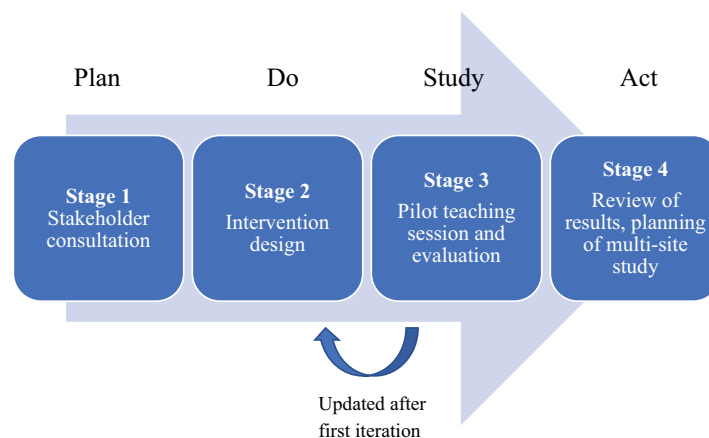 Plan
Do
Study
Act
Stage 1
Stakeholder
consultation
Stage 2
Intervention
design
Stage 3
Pilot teaching
session and
evaluation
Stage 4
Review of
results, planning
of multi-site
study
Updated after
first iteration